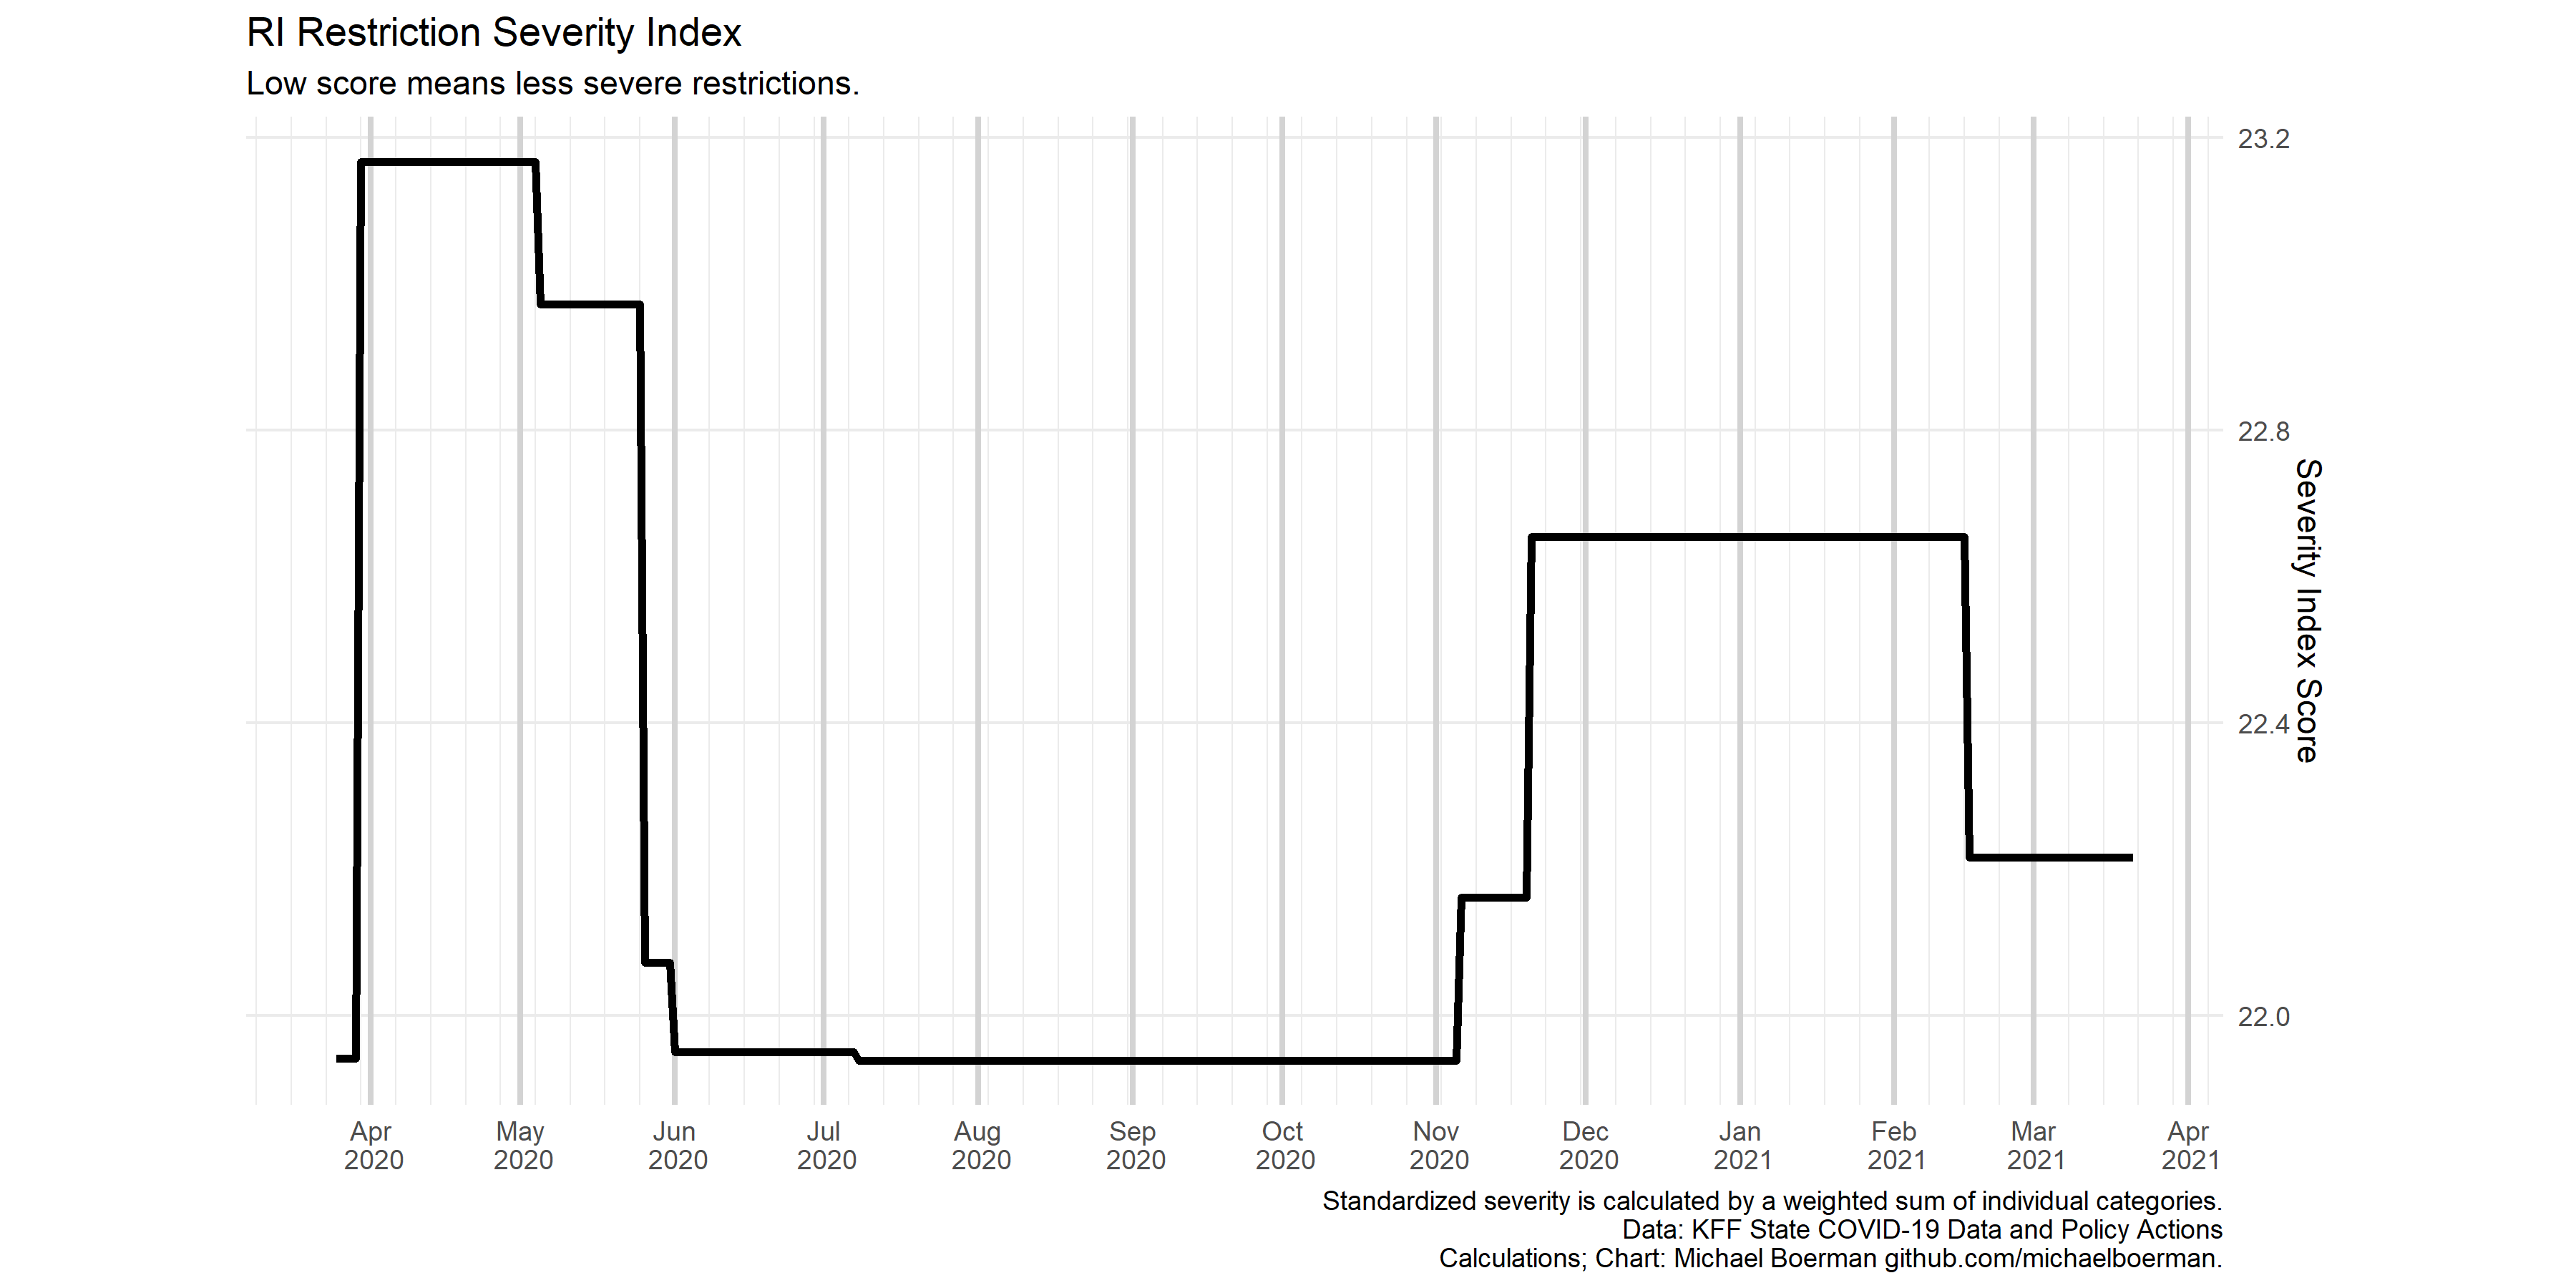 RI Restriction Severity Index
Low score means less severe restrictions.
23.2
22.8
22.4
22.0
Severity Index Score
Apr
2020
May
2020
Jun
2020
Jul
2020
Aug
2020
Sep
2020
Oct
2020
Nov
2020
Dec
2020
Jan
2021
Feb
2021
Mar
2021
Apr
2021
Standardized severity is calculated by a weighted sum of individual categories.
Data: KFF State COVID-19 Data and Policy Actions
Calculations; Chart: Michael Boerman github.com/michaelboerman.